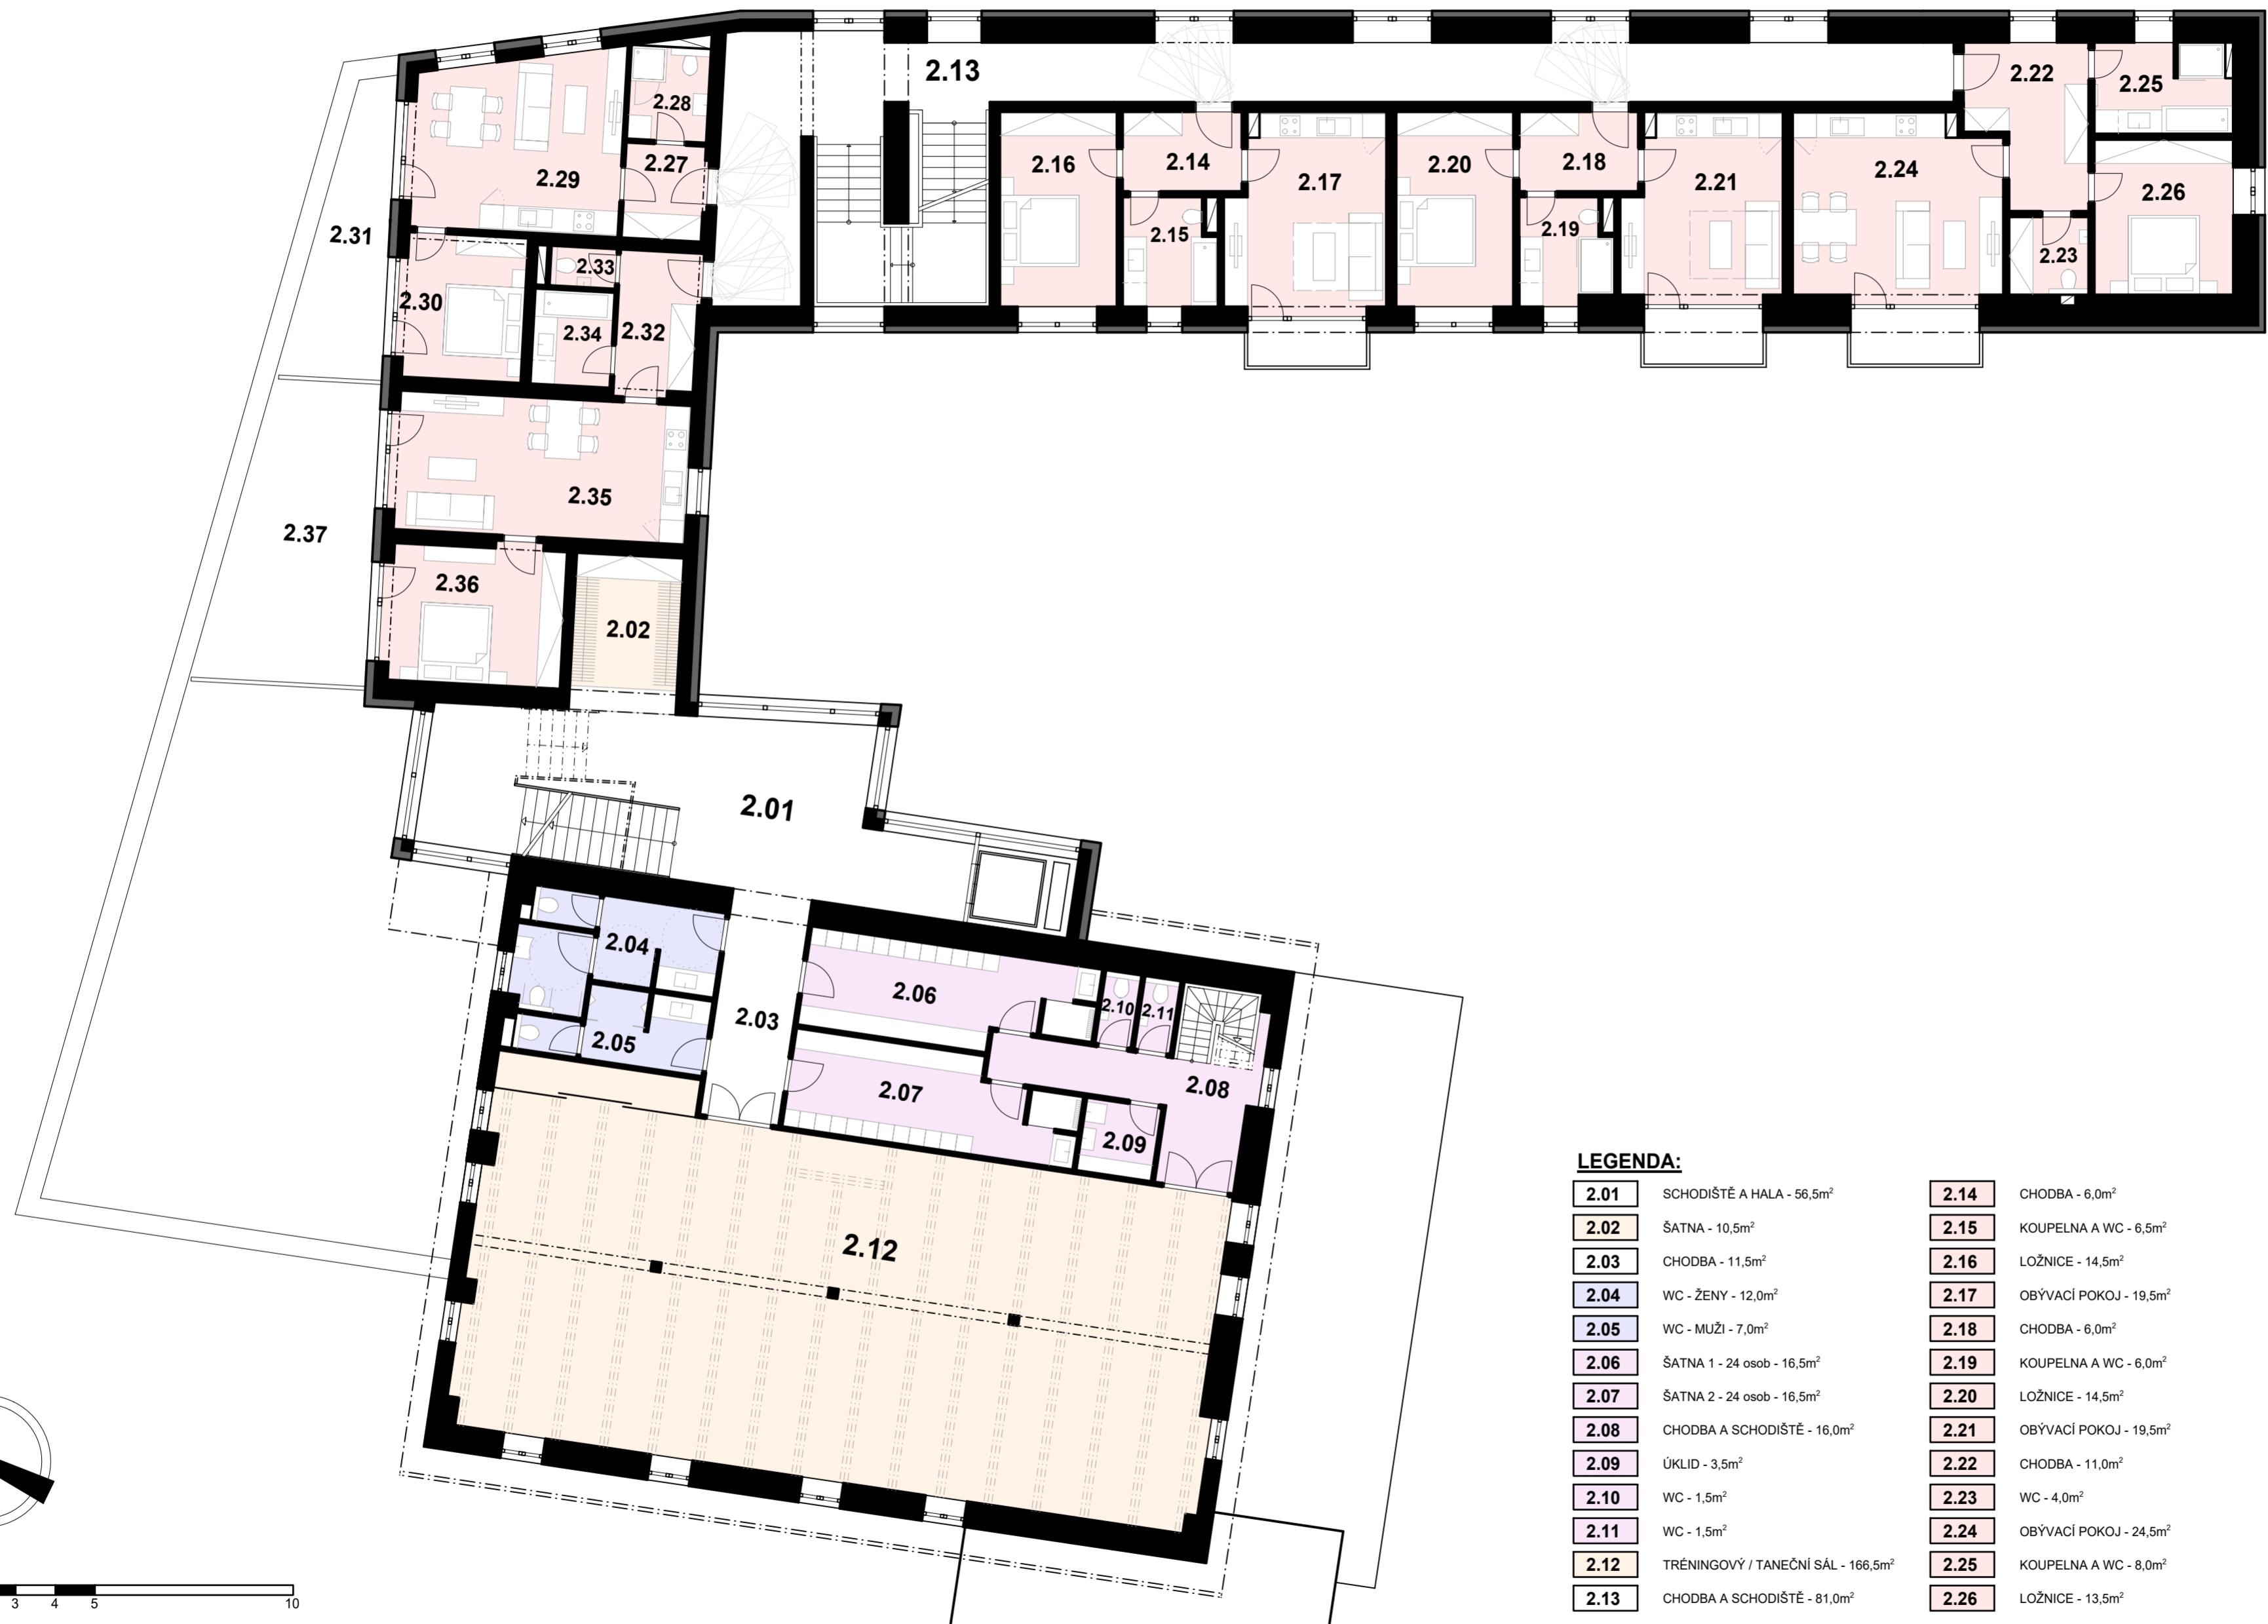 2.13
2.22
2.25
2.28
2.16
2.14
2.17
2.20
2.18
2.21
2.24
2.26
2.29
2.27
2.31
2.15
2.19
2.23
2.30
2.33
2.34
2.32
2.35
2.37
2.36
2.02
2.01
2.04
2.03
2.05
2.06
2.10
2.11
2.07
2.08
2.09
2.12
LEGENDA:
2.01 SCHODIŠTĚ A HALA - 56,5m²
2.02 ŠATNA - 10,5m²
2.03 CHODBA - 11,5m²
2.04 WC - ŽENY - 12,0m²
2.05 WC - MUŽI - 7,0m²
2.06 ŠATNA 1 - 24 osob - 16,5m²
2.07 ŠATNA 2 - 24 osob - 16,5m²
2.08 CHODBA A SCHODIŠTĚ - 16,0m²
2.09 ÚKLID - 3,5m²
2.10 WC - 1,5m²
2.11 WC - 1,5m²
2.12 TRÉNINGOVÝ / TANEČNÍ SÁL - 166,5m²
2.13 CHODBA A SCHODIŠTĚ - 81,0m²
2.14 CHODBA - 6,0m²
2.15 KOUPELNA A WC - 6,5m²
2.16 LOŽNICE - 14,5m²
2.17 OBÝVACÍ POKOJ - 19,5m²
2.18 CHODBA - 6,0m²
2.19 KOUPELNA A WC - 6,0m²
2.20 LOŽNICE - 14,5m²
2.21 OBÝVACÍ POKOJ - 19,5m²
2.22 CHODBA - 11,0m²
2.23 WC - 4,0m²
2.24 OBÝVACÍ POKOJ - 24,5m²
2.25 KOUPELNA A WC - 8,0m²
2.26 LOŽNICE - 13,5m²
3 4 5 10